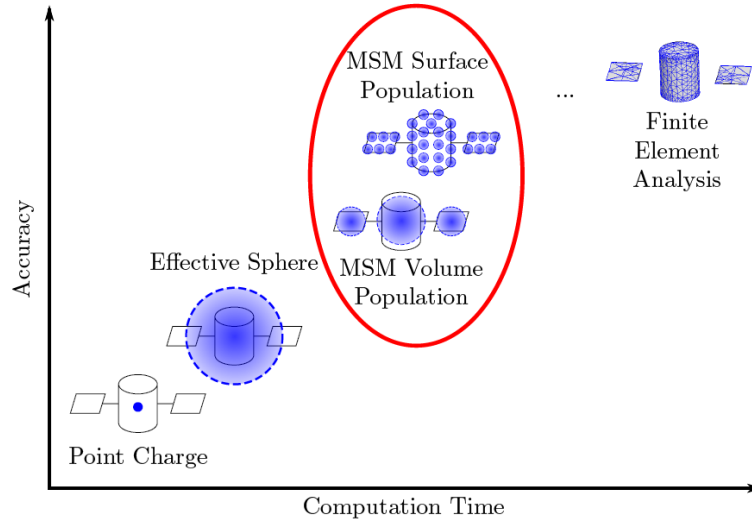 MSM Surface
Population
...
Finite
Element
Analysis
Effective Sphere
MSM Volume
Population
Point Charge
Accuracy
Computation Time